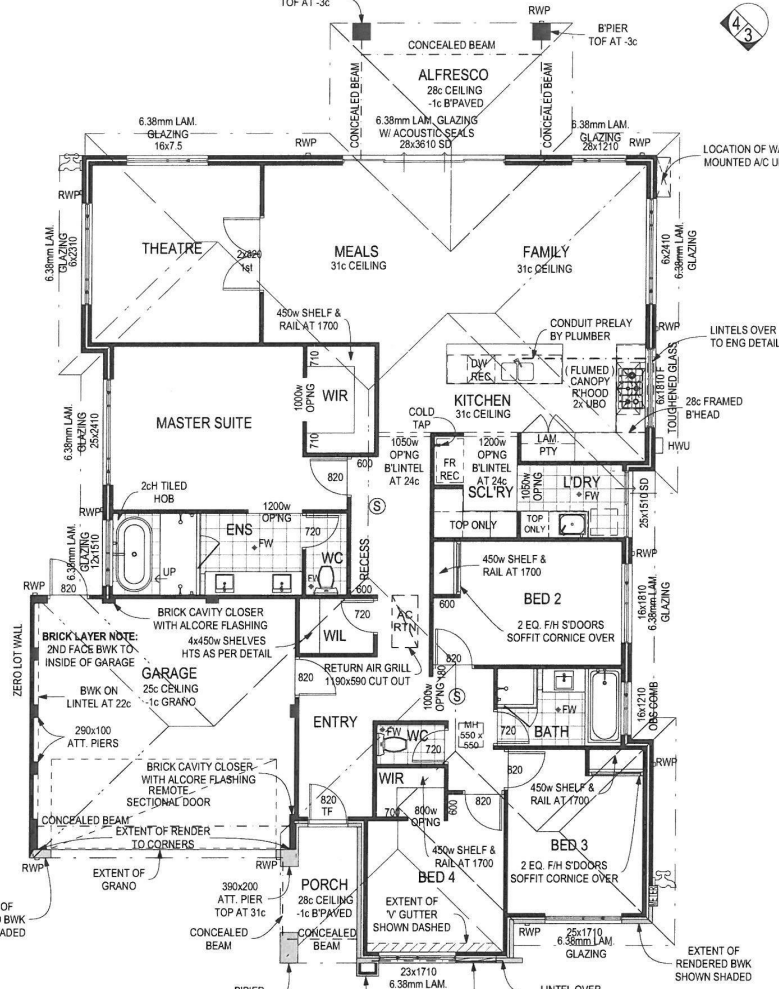 TOF AT -3c
RWP
B'PIER
TOF AT -3c
4
3
CONCEALED BEAM
ALFRESCO
28c CEILING
-1c B'PAVED
CONCEALED BEAM
CONCEALED BEAM
6.38mm LAM. GLAZING
W/ ACOUSTIC SEALS
28x3610 SD
6.38mm LAM.
GLAZING
16x7.5
RWP
6.38mm LAM.
GLAZING
28x1210
RWP
LOCATION OF
MOUNTED A/C
RWP
6.38mm LAM.
GLAZING
6x2310
THEATRE
2x820
1st
MEALS
31c CEILING
FAMILY
31c CEILING
6x2410
6.38mm LAM.
GLAZING
450w SHELF &
RAIL AT 1700
CONDUIT PRELAY
BY PLUMBER
RWP
LINTELS OVER
TO ENG DETAIL
710
WIR
1000w
OP'NG
710
D/W
REC
(FLUMED)
CANOPY
R'HOOD
2x UBO
6x1810 F
TOUGHENED GLASS
KITCHEN
31c CEILING
28c FRAMED
B'HEAD
MASTER SUITE
6.38mm LAM.
GLAZING
25x2410
COLD
TAP
1050w
OP'NG
B'LINTEL
AT 24c
1200w
OP'NG
B'LINTEL
AT 24c
LAM.
PTY
HWU
600
820
FR
REC
SCL'RY
1050w
OP'NG
L'DRY
FW
25x1510 SD
2cH TILED
HOB
1200w
OP'NG
S
TOP ONLY
TOP
ONLY
RWP
ENS
FW
720
WC
FW
UP
RECESS.
600
6.38mm LAM.
GLAZING
12x1510
RWP
820
450w SHELF &
RAIL AT 1700
RWP
BED 2
600
2 EQ. F/H S'DOORS
SOFFIT CORNICE OVER
16x1810
6.38mm LAM.
GLAZING
BRICK CAVITY CLOSER
WITH ALCORE FLASHING
4x450w SHELVES
HTS AS PER DETAIL
WIL
720
A/C
RTN
ZERO LOT WALL
BRICK LAYER NOTE:
2ND FACE BWK TO
INSIDE OF GARAGE
GARAGE
25c CEILING
-1c GRANO
RETURN AIR GRILL
1190x590 CUT OUT
820
820
1000w
OP'NG 180
S
BWK ON
LINTEL AT 22c
290x100
ATT. PIERS
ENTRY
FW
WC
720
MH
550 x
550
FW
720
BATH
16x1210
OBS COMB
BRICK CAVITY CLOSER
WITH ALCORE FLASHING
REMOTE
SECTIONAL DOOR
WIR
820
RWP
450w SHELF &
RAIL AT 1700
820
TF
700
800w
OP'NG
600
820
CONCEALED BEAM
EXTENT OF RENDER
TO CORNERS
BED 3
450w SHELF &
RAIL AT 1700
2 EQ. F/H S'DOORS
SOFFIT CORNICE OVER
RWP
EXTENT OF
GRANO
RWP
390x200
ATT. PIER
TOP AT 31c
PORCH
28c CEILING
-1c B'PAVED
BED 4
EXTENT OF
'V' GUTTER
SHOWN DASHED
OF
BWK
ADED
CONCEALED
BEAM
CONCEALED
BEAM
RWP
25x1710
6.38mm LAM.
GLAZING
EXTENT OF
RENDERED BWK
SHOWN SHADED
23x1710
6.38mm LAM.
LINTEL OVER